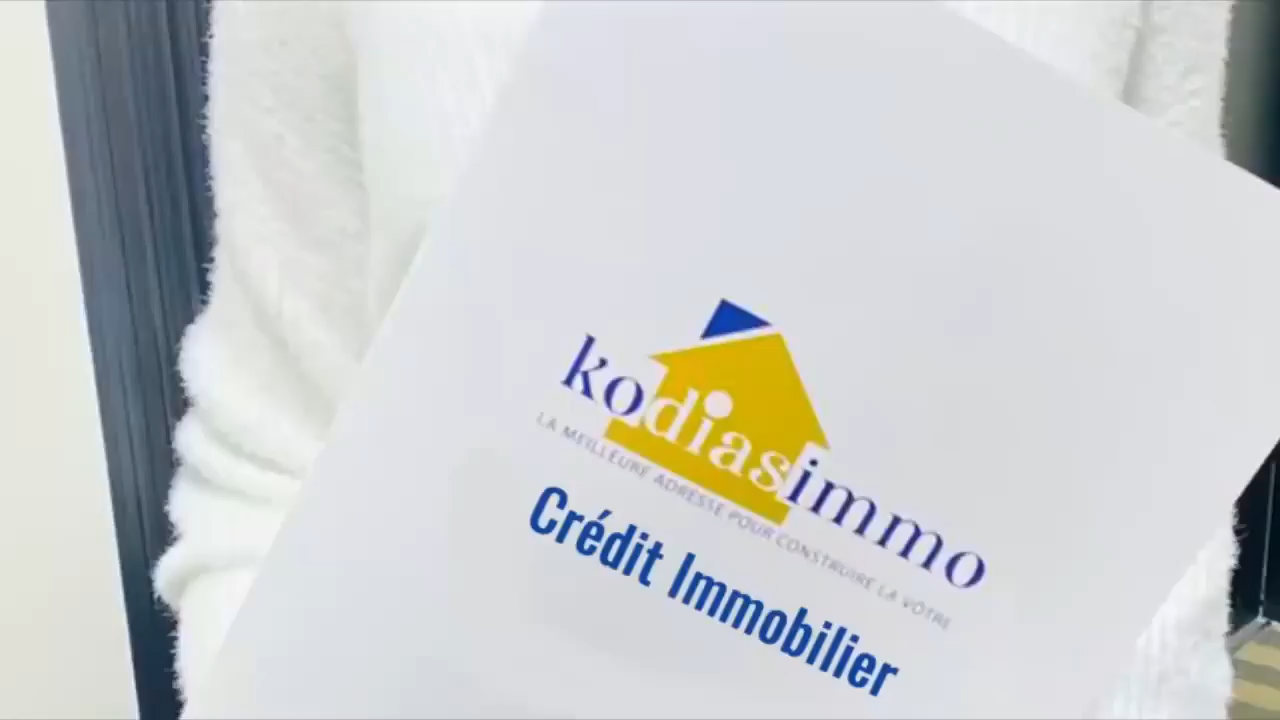 kodiasimmo
LA MEILLEURE ADRESSE POUR CONSTRUIRE LA VÔTRE
Crédit Immobilier